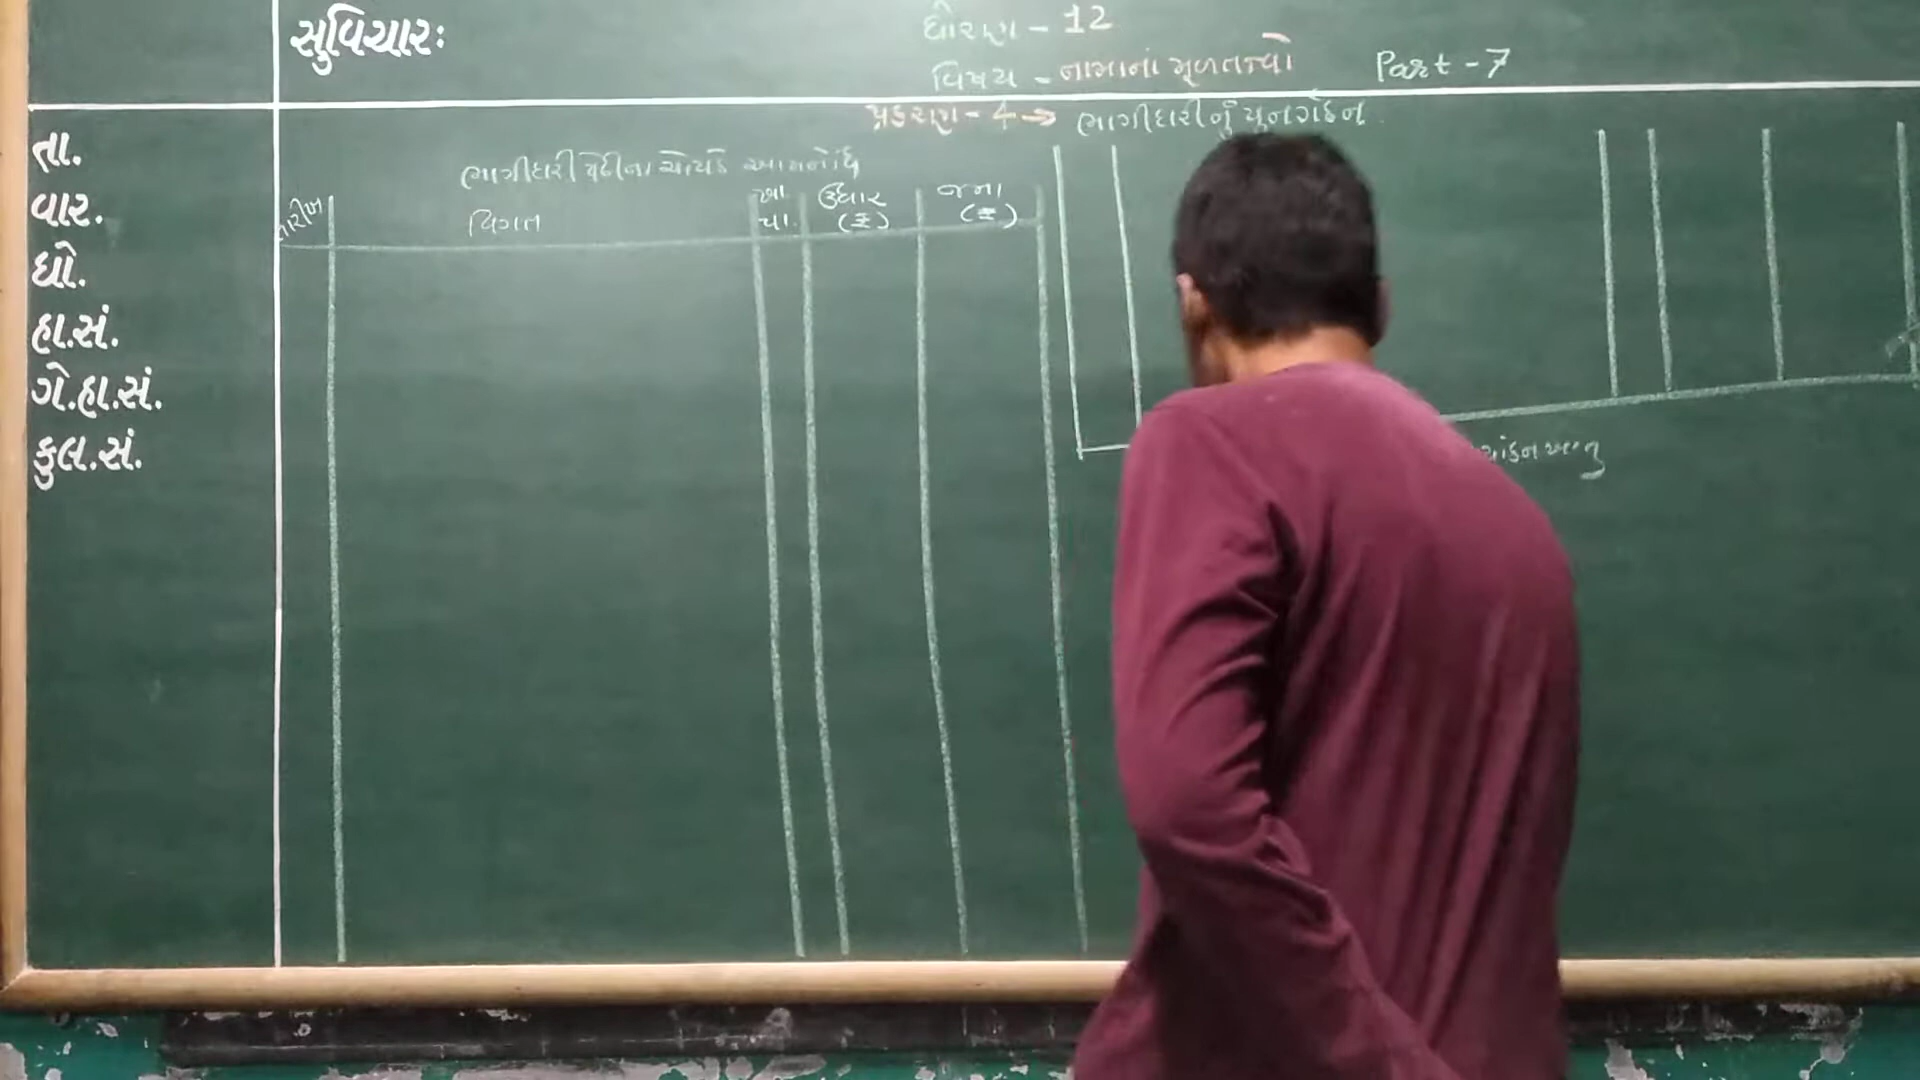 સુવિચારઃ
ધોરણ - 12
વિષય - નામાનાં મૂળતત્વો
Part - 7
પ્રકરણ - 4 → ભાગીદારીનું પુનર્ગઠન
તા.
વાર.
ધો.
હા.સં.
ગે.હા.સં.
કુલ.સં.
ભાગીદારી પેઢીના ચોપડે આમનોંધ
તારીખ
વિગત
ખા.
પા.
ઉધાર
(₹)
જમા
(₹)